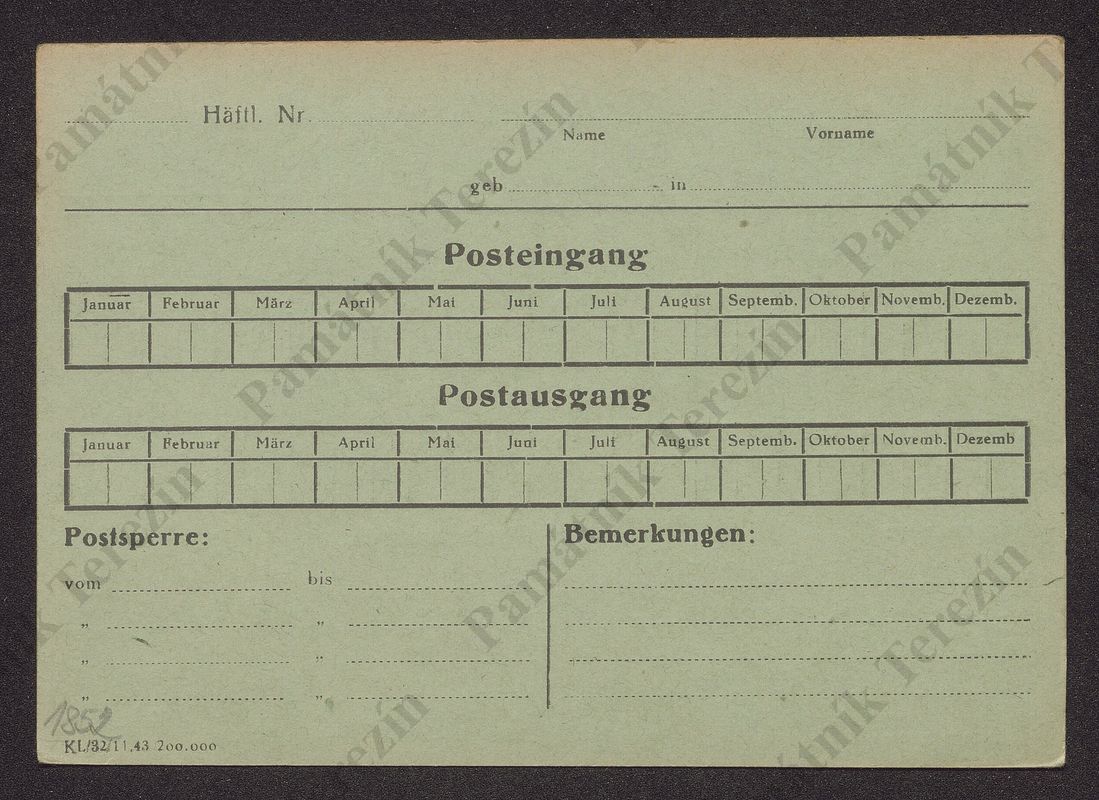 Häftl. Nr.
Name Vorname
geb. - in
Posteingang
Januar Februar März April Mai Juni Juli August Septemb. Oktober Novemb. Dezemb.
Postausgang
Januar Februar März April Mai Juni Juli August Septemb. Oktober Novemb. Dezemb
Postsperre: Bemerkungen:
vom bis
„ „
„ „
„ „
1852
KL/32/11.43 200.000
Památník Terezín